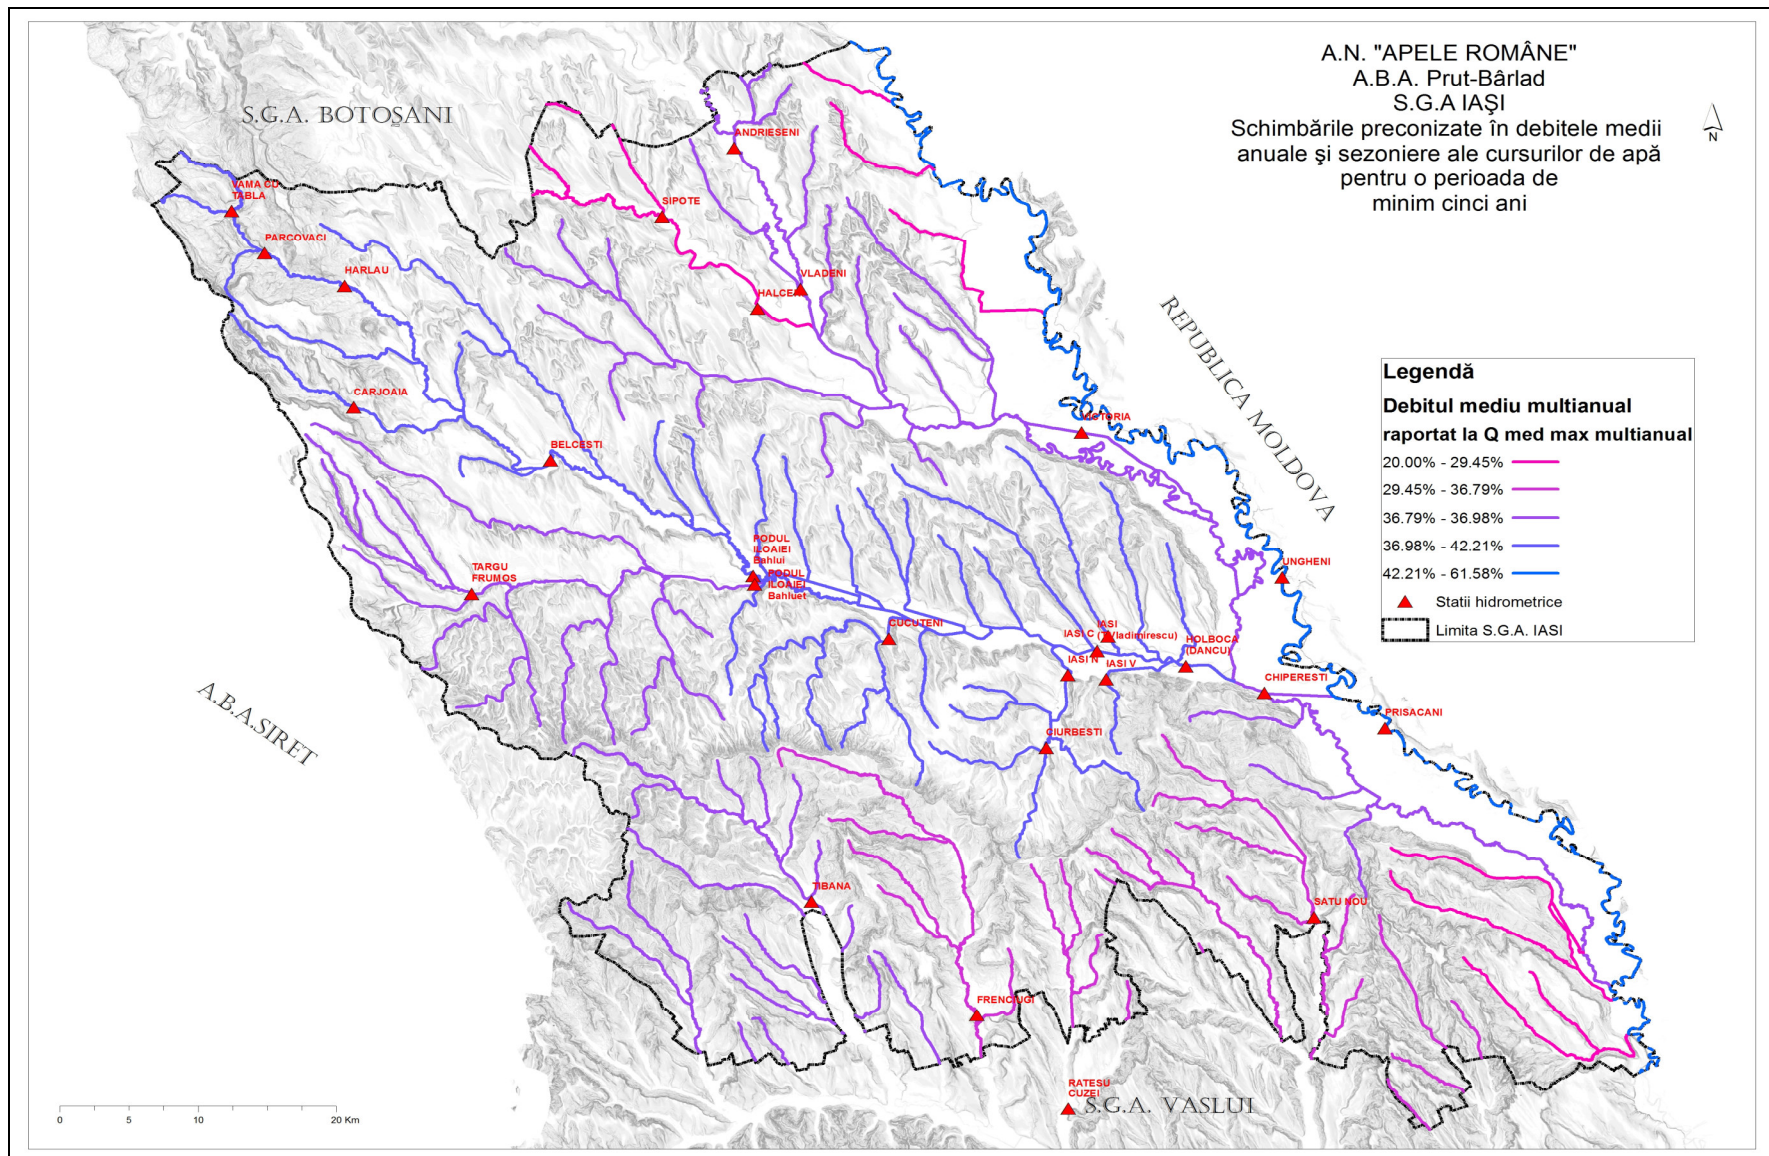 A.N. "APELE ROMÂNE"
A.B.A. Prut-Bârlad
S.G.A IAŞI
Schimbările preconizate în debitele medii
anuale şi sezoniere ale cursurilor de apă
pentru o perioada de
minim cinci ani
N
S.G.A. BOTOȘANI
ANDRIESENI
VAMA CU
TABLA
SIPOTE
PARCOVACI
HARLAU
VLADENI
HALCENI
REPUBLICA MOLDOVA
CARJOAIA
VICTORIA
BELCESTI
Legendă
Debitul mediu multianual
raportat la Q med max multianual
20.00% - 29.45%
29.45% - 36.79%
36.79% - 36.98%
36.98% - 42.21%
42.21% - 61.58%
Statii hidrometrice
Limita S.G.A. IASI
PODUL
ILOAIEI
Bahlui
TARGU
FRUMOS
PODUL
ILOAIEI
Bahluet
UNGHENI
CUCUTENI
IASI
IASI C (T.Vladimirescu)
HOLBOCA
(DANCU)
IASI N
IASI V
CHIPERESTI
A.B.A.SIRET
PRISACANI
CIURBESTI
TIBANA
SATU NOU
FRENCIUGI
RATESU
CUZEI
S.G.A. VASLUI
0 5 10 20 Km